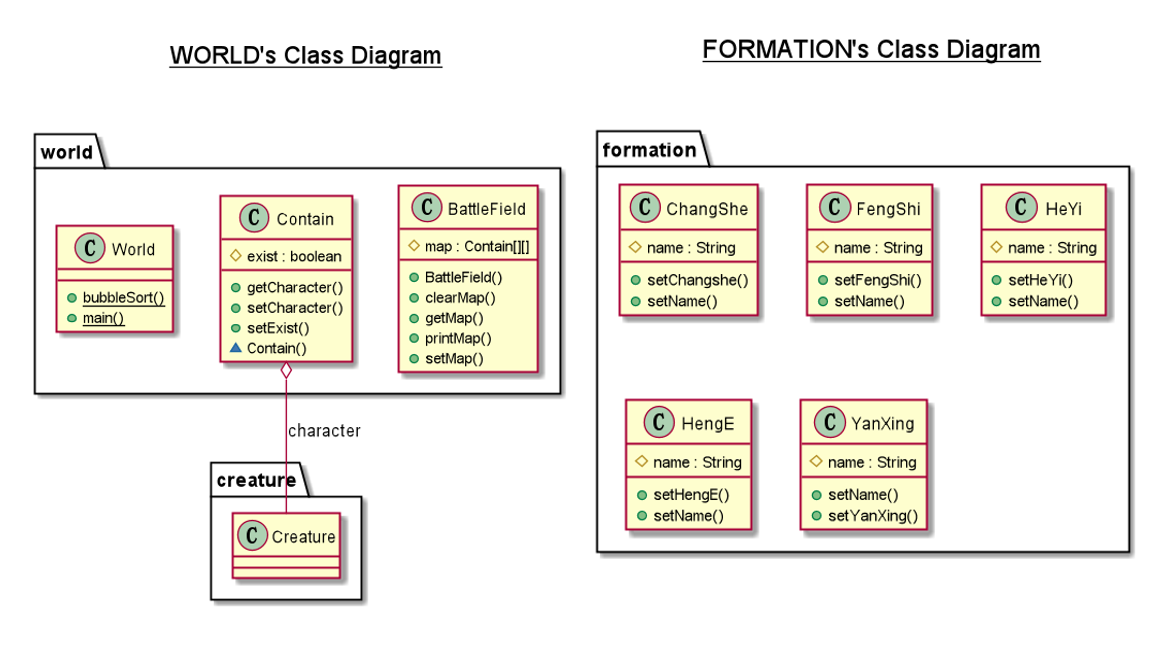 WORLD's Class Diagram
world
C World
bubbleSort()
main()
C Contain
exist : boolean
getCharacter()
setCharacter()
setExist()
Contain()
C BattleField
map : Contain[][]
BattleField()
clearMap()
getMap()
printMap()
setMap()
character
creature
C Creature
FORMATION's Class Diagram
formation
C ChangShe
name : String
setChangshe()
setName()
C FengShi
name : String
setFengShi()
setName()
C HeYi
name : String
setHeYi()
setName()
C HengE
name : String
setHengE()
setName()
C YanXing
name : String
setName()
setYanXing()